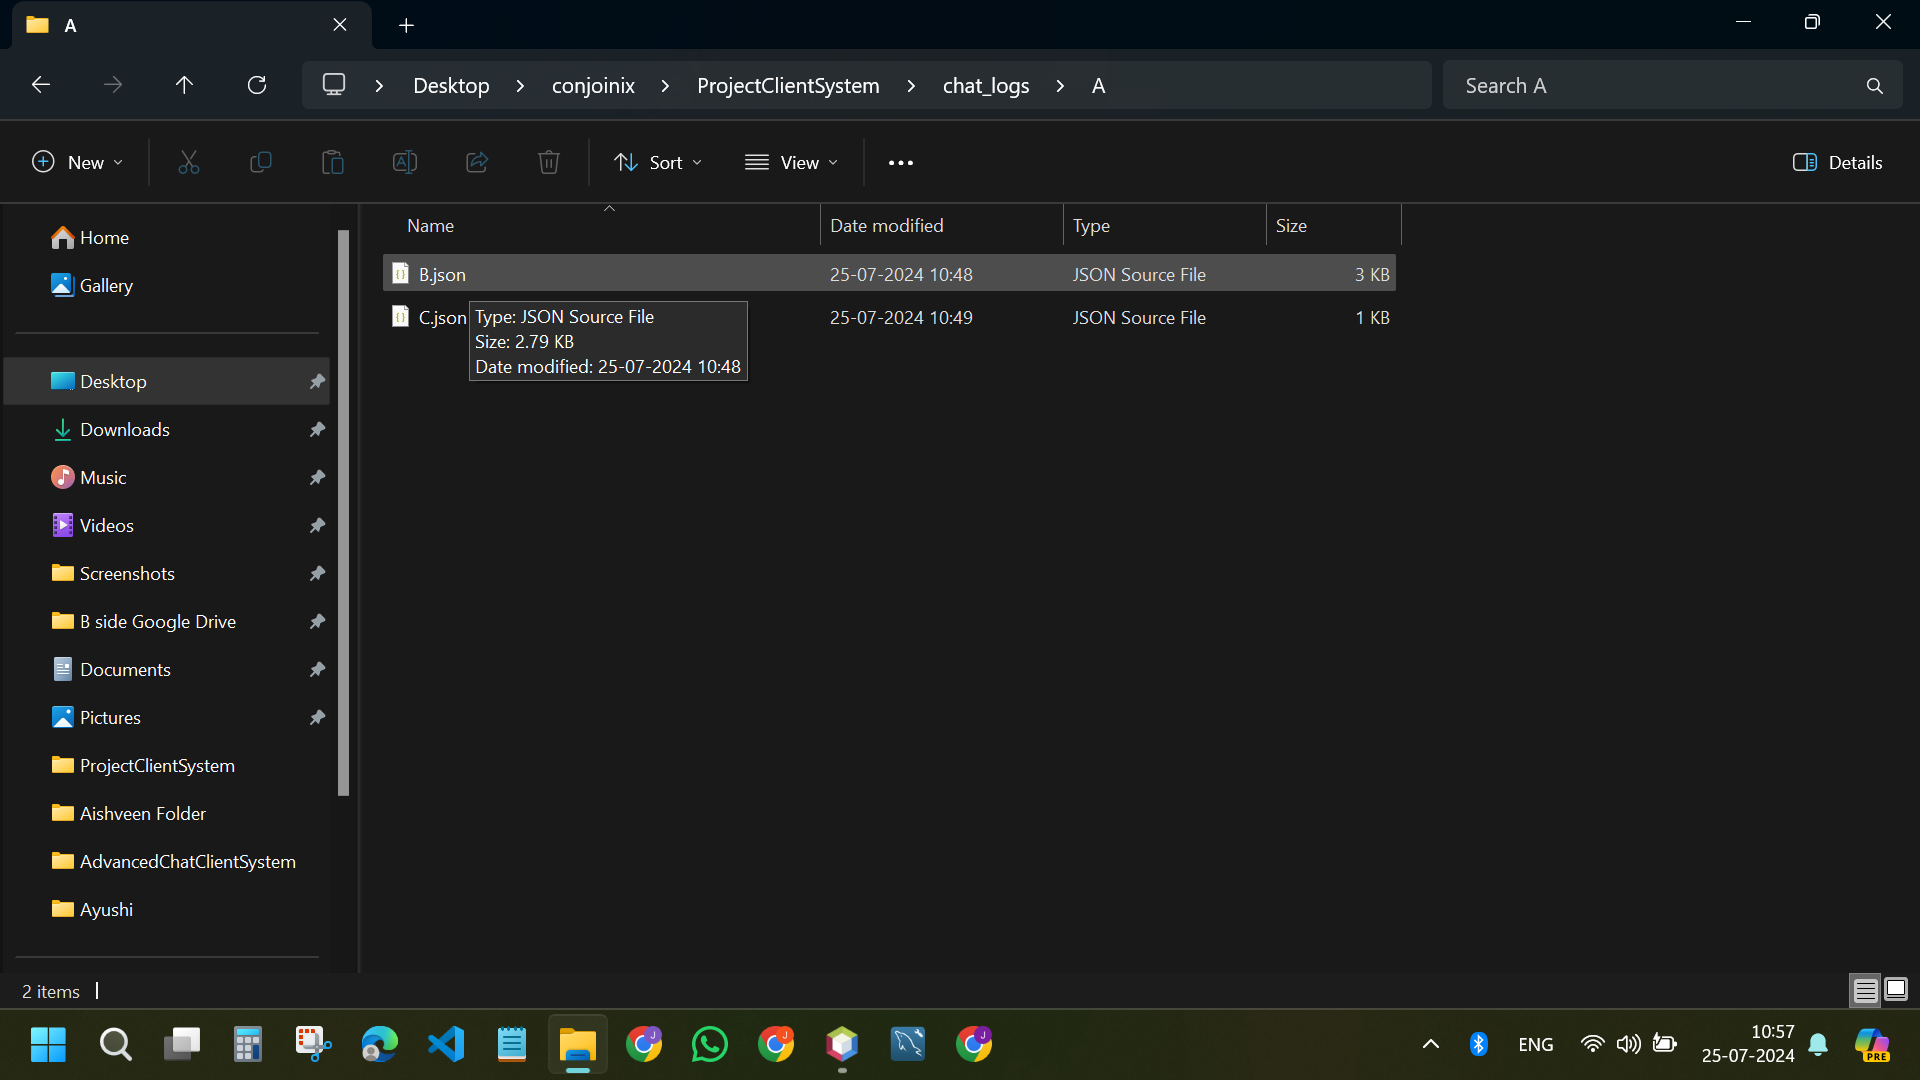 A
Desktop
conjoinix
ProjectClientSystem
chat_logs
A
Search A
New
Sort
View
Details
Name
Date modified
Type
Size
B.json
25-07-2024 10:48
JSON Source File
3 KB
C.json
25-07-2024 10:49
JSON Source File
1 KB
Type: JSON Source File
Size: 2.79 KB
Date modified: 25-07-2024 10:48
Home
Gallery
Desktop
Downloads
Music
Videos
Screenshots
B side Google Drive
Documents
Pictures
ProjectClientSystem
Aishveen Folder
AdvancedChatClientSystem
Ayushi
2 items
J
J
J
ENG
10:57
25-07-2024
PRE